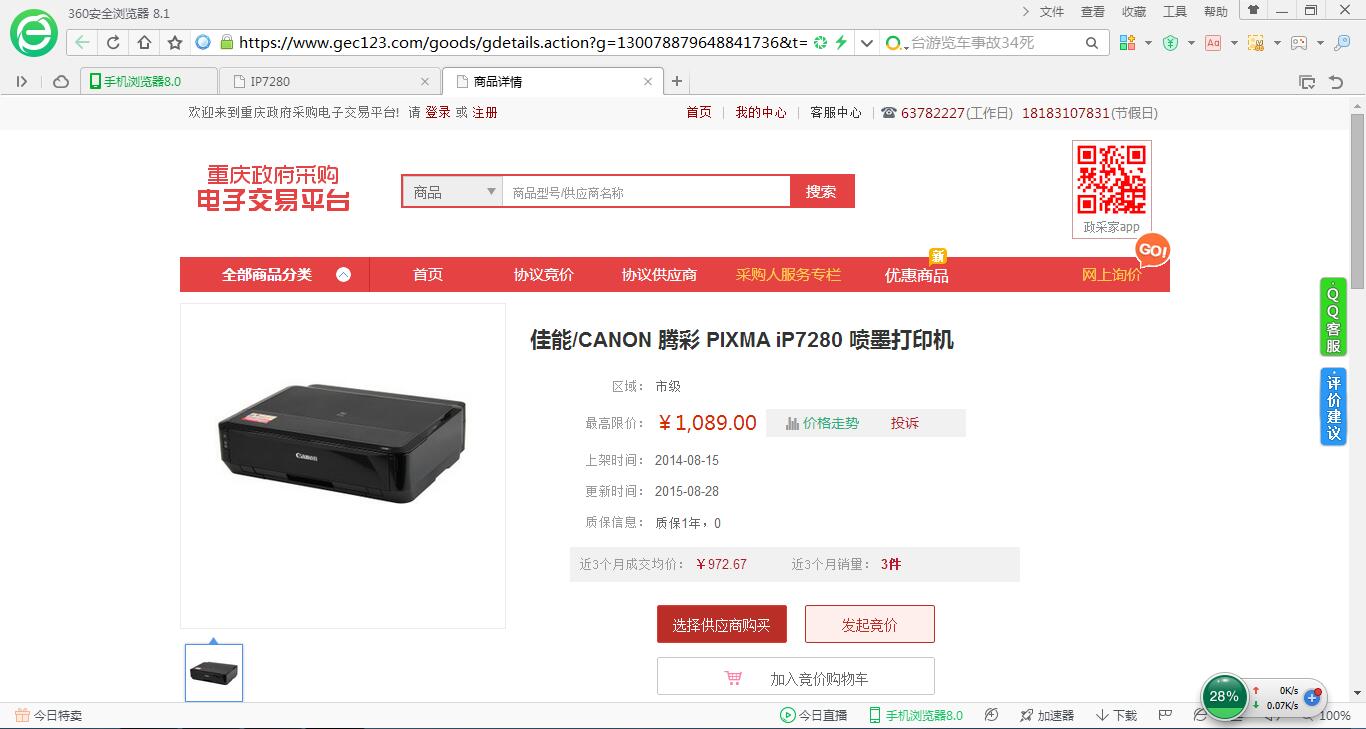 360安全浏览器 8.1
文件 查看 收藏 工具 帮助
https://www.gec123.com/goods/gdetails.action?g=130078879648841736&t=
台游览车事故34死
手机浏览器8.0
IP7280
商品详情
欢迎来到重庆政府采购电子交易平台! 请 登录 或 注册
首页 我的中心 客服中心 63782227(工作日) 18183107831(节假日)
重庆政府采购
电子交易平台
商品 商品型号/供应商名称 搜索
政采家app
GO!
新
全部商品分类 首页 协议竞价 协议供应商 采购人服务专栏 优惠商品 网上询价
佳能/CANON 腾彩 PIXMA iP7280 喷墨打印机
区域: 市级
最高限价: ¥1,089.00 价格走势 投诉
上架时间: 2014-08-15
更新时间: 2015-08-28
质保信息: 质保1年，0
近3个月成交均价: ¥972.67 近3个月销量: 3件
选择供应商购买 发起竞价
加入竞价购物车
Canon
QQ客服
评价建议
28% 0K/s
0.07K/s
今日特卖 今日直播 手机浏览器8.0 加速器 下载 100%